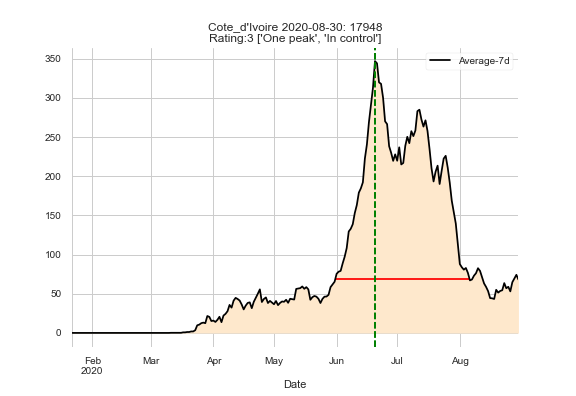 Cote_d'Ivoire 2020-08-30: 17948
Rating:3 ['One peak', 'In control']
Average-7d
350
300
250
200
150
100
50
0
Feb
2020
Mar
Apr
May
Jun
Jul
Aug
Date